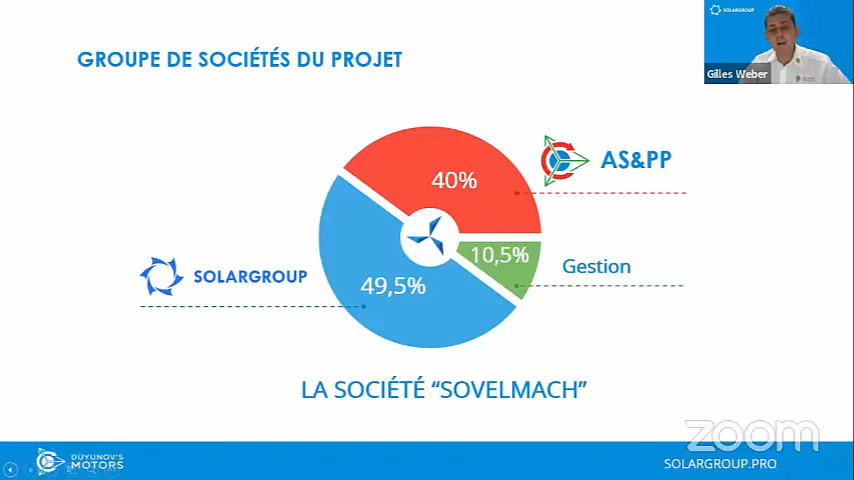 SOLARGROUP
GROUPE DE SOCIÉTÉS DU PROJET
Gilles Weber
40%
AS&PP
10,5%
Gestion
SOLARGROUP
49,5%
LA SOCIÉTÉ “SOVELMACH”
zoom
DUYUNOV'S
MOTORS
SOLARGROUP.PRO